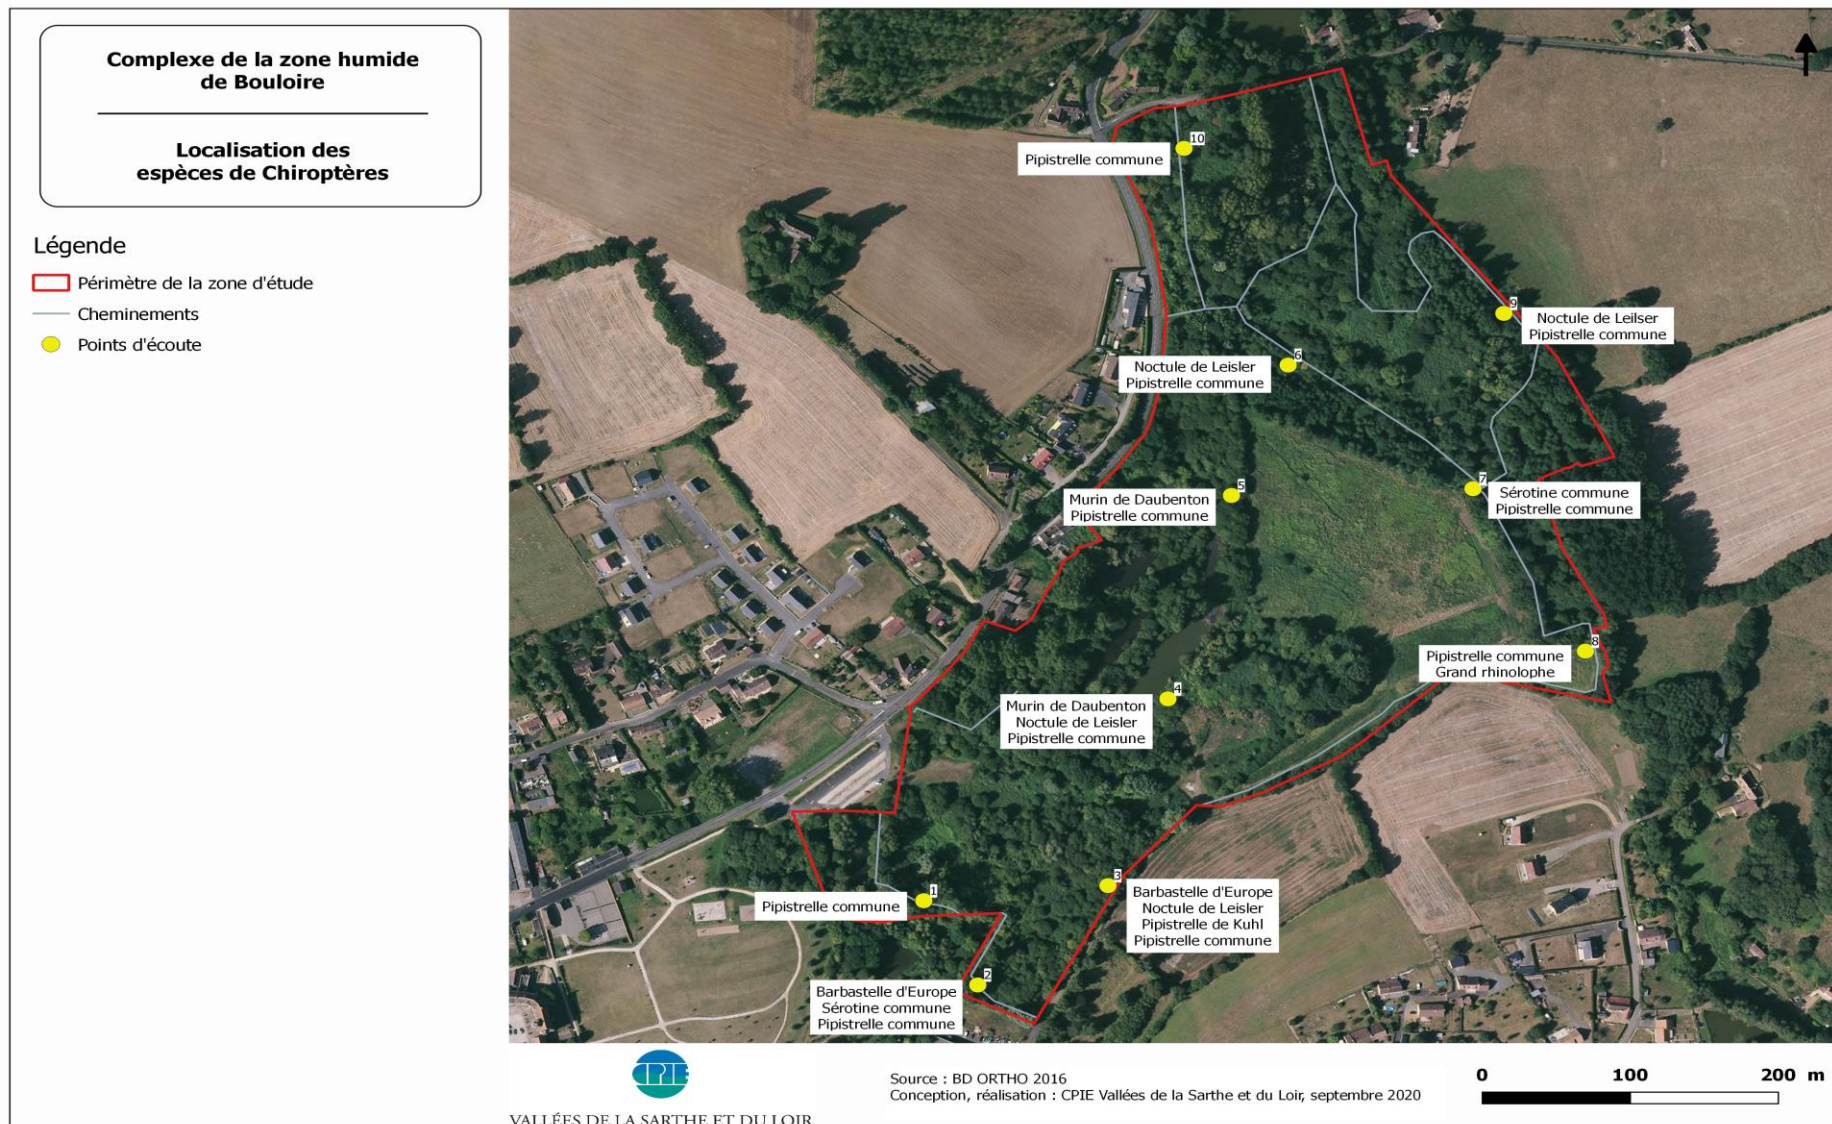 Complexe de la zone humide
de Bouloire
Localisation des
espèces de Chiroptères
Légende
Périmètre de la zone d'étude
Cheminements
Points d'écoute
10
Pipistrelle commune
9
Noctule de Leilser
Pipistrelle commune
6
Noctule de Leisler
Pipistrelle commune
7
Sérotine commune
Pipistrelle commune
5
Murin de Daubenton
Pipistrelle commune
8
Pipistrelle commune
Grand rhinolophe
4
Murin de Daubenton
Noctule de Leisler
Pipistrelle commune
1
Pipistrelle commune
3
Barbastelle d'Europe
Noctule de Leisler
Pipistrelle de Kuhl
Pipistrelle commune
2
Barbastelle d'Europe
Sérotine commune
Pipistrelle commune
CPIE
VALLÉES DE LA SARTHE ET DU LOIR
Source : BD ORTHO 2016
Conception, réalisation : CPIE Vallées de la Sarthe et du Loir, septembre 2020
0 100 200 m